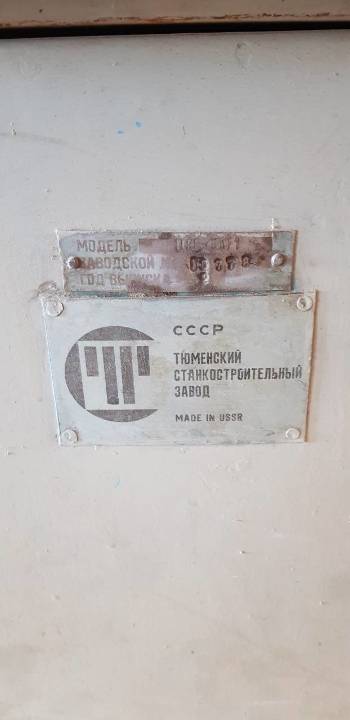 МОДЕЛЬ
ЗАВОДСКОЙ №
ГОД ВЫПУСКА
СССР
ТЮМЕНСКИЙ
СТАНКОСТРОИТЕЛЬНЫЙ
ЗАВОД
MADE IN USSR